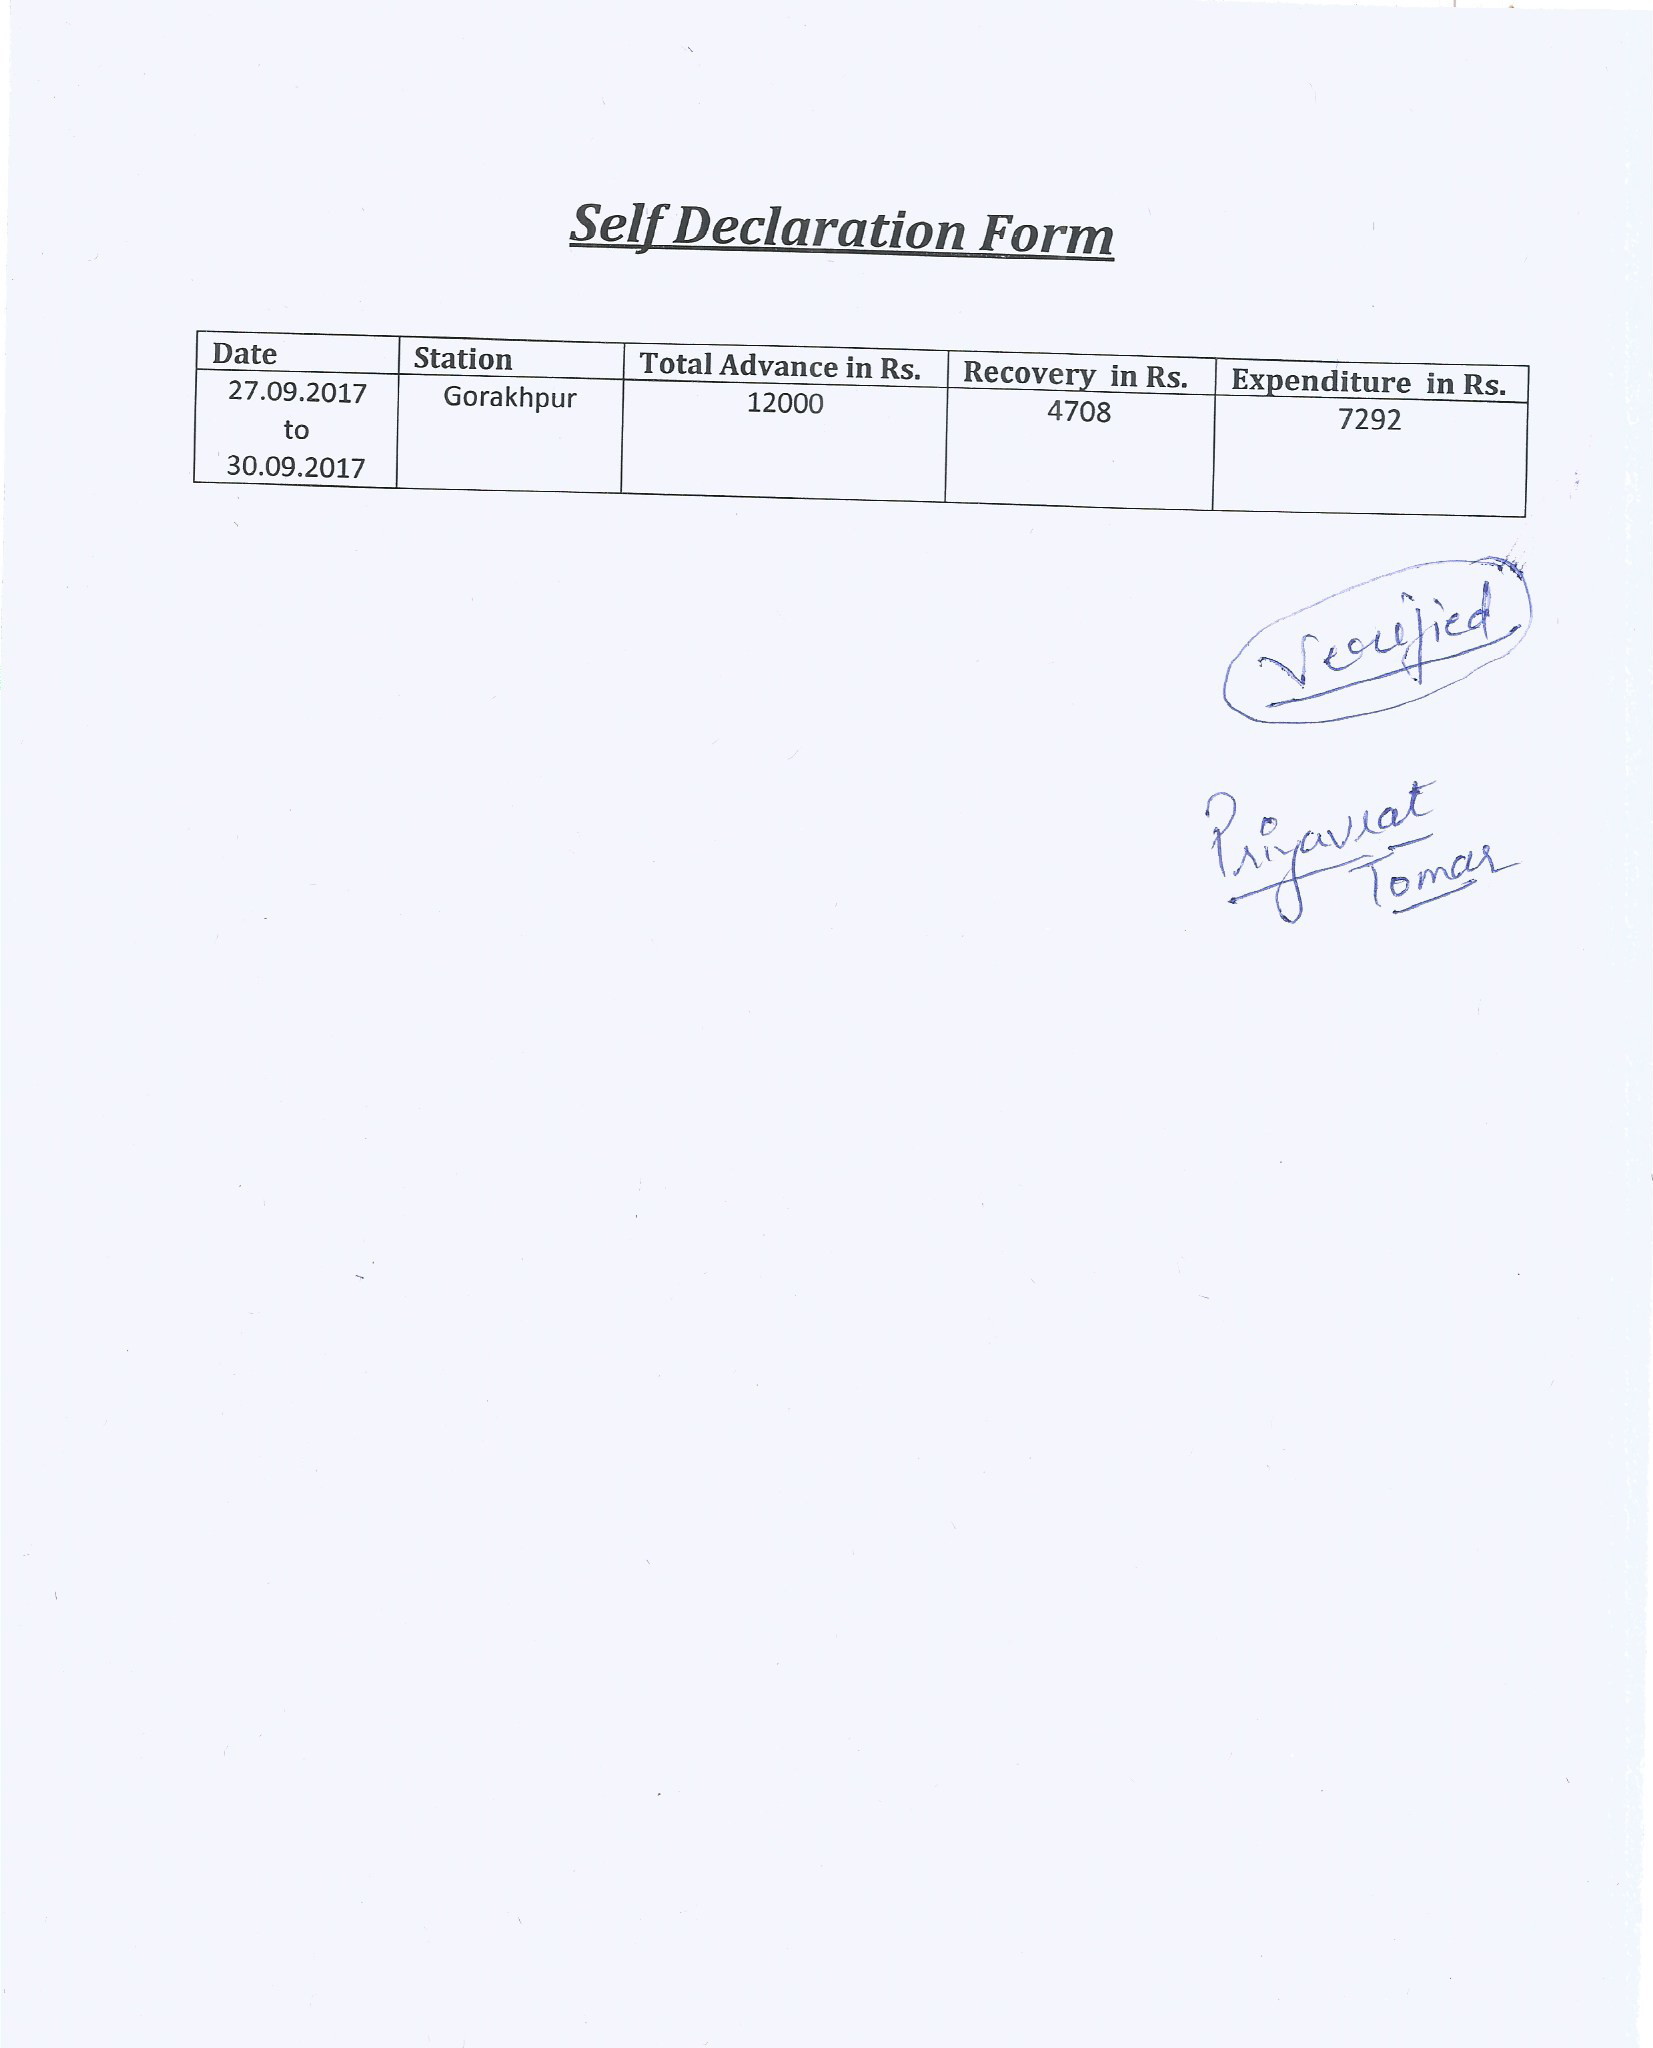 Self Declaration Form
Date Station Total Advance in Rs. Recovery in Rs. Expenditure in Rs.
27.09.2017 Gorakhpur 12000 4708 7292
to
30.09.2017
Verified
Priyavrat
Tomar